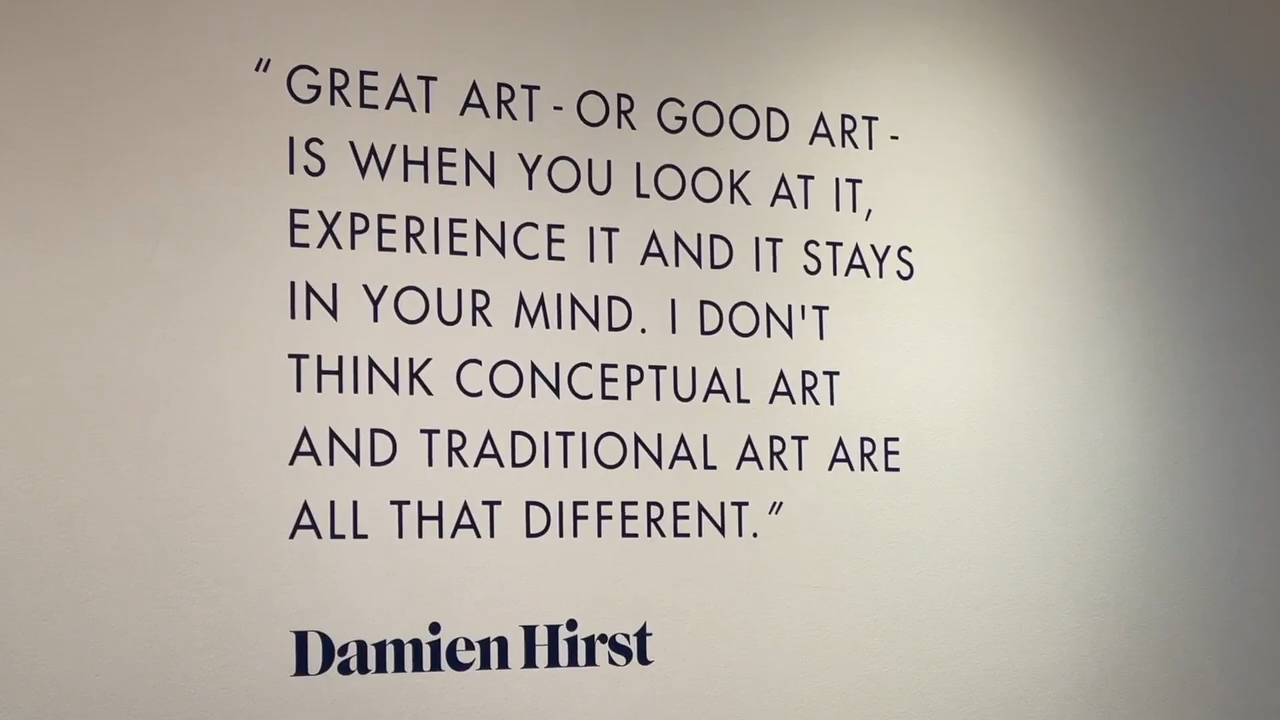 “ GREAT ART - OR GOOD ART -
IS WHEN YOU LOOK AT IT,
EXPERIENCE IT AND IT STAYS
IN YOUR MIND. I DON'T
THINK CONCEPTUAL ART
AND TRADITIONAL ART ARE
ALL THAT DIFFERENT.”
Damien Hirst